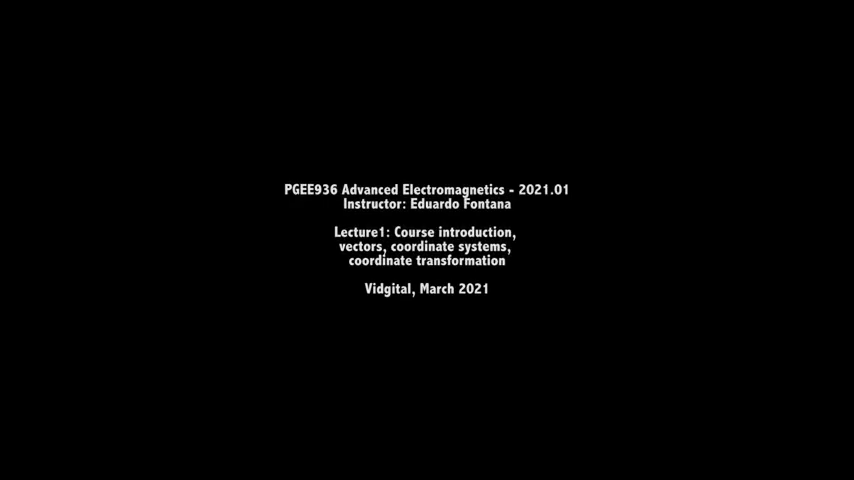 PGEE936 Advanced Electromagnetics - 2021.01
Instructor: Eduardo Fontana
Lecture1: Course introduction,
vectors, coordinate systems,
coordinate transformation
Vidgital, March 2021